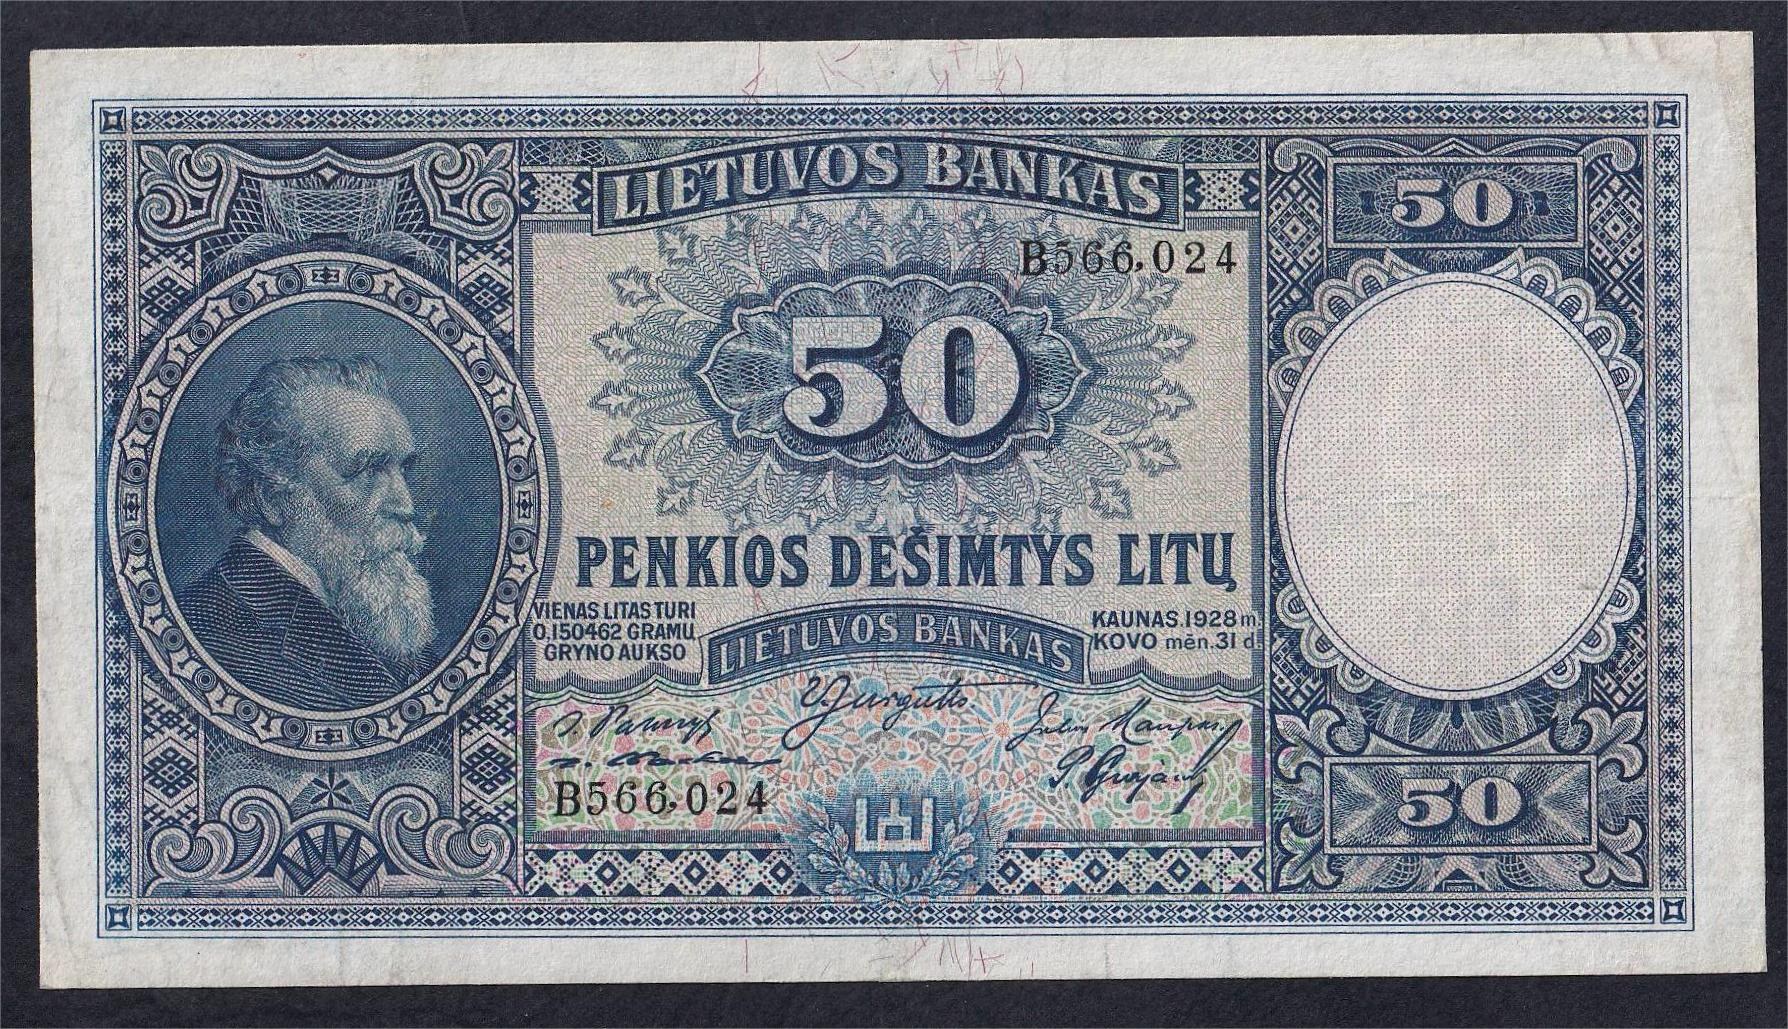 LIETUVOS BANKAS
50
B566,024
50
PENKIOS DEŠIMTYS LITŲ
VIENAS LITAS TURI
0,150462 GRAMŲ
GRYNO AUKSO
LIETUVOS BANKAS
KAUNAS.1928 m.
KOVO mėn.31 d.
V. Jurgutis.
B566,024
50